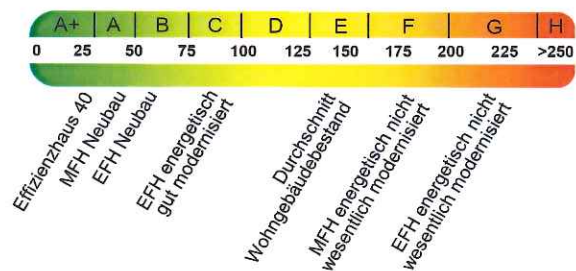 A+ A B C D E F G H
0 25 50 75 100 125 150 175 200 225 >250
Effizienzhaus 40
MFH Neubau
EFH Neubau
EFH energetisch
gut modernisiert
Durchschnitt
Wohngebäudebestand
MFH energetisch nicht
wesentlich modernisiert
EFH energetisch nicht
wesentlich modernisiert